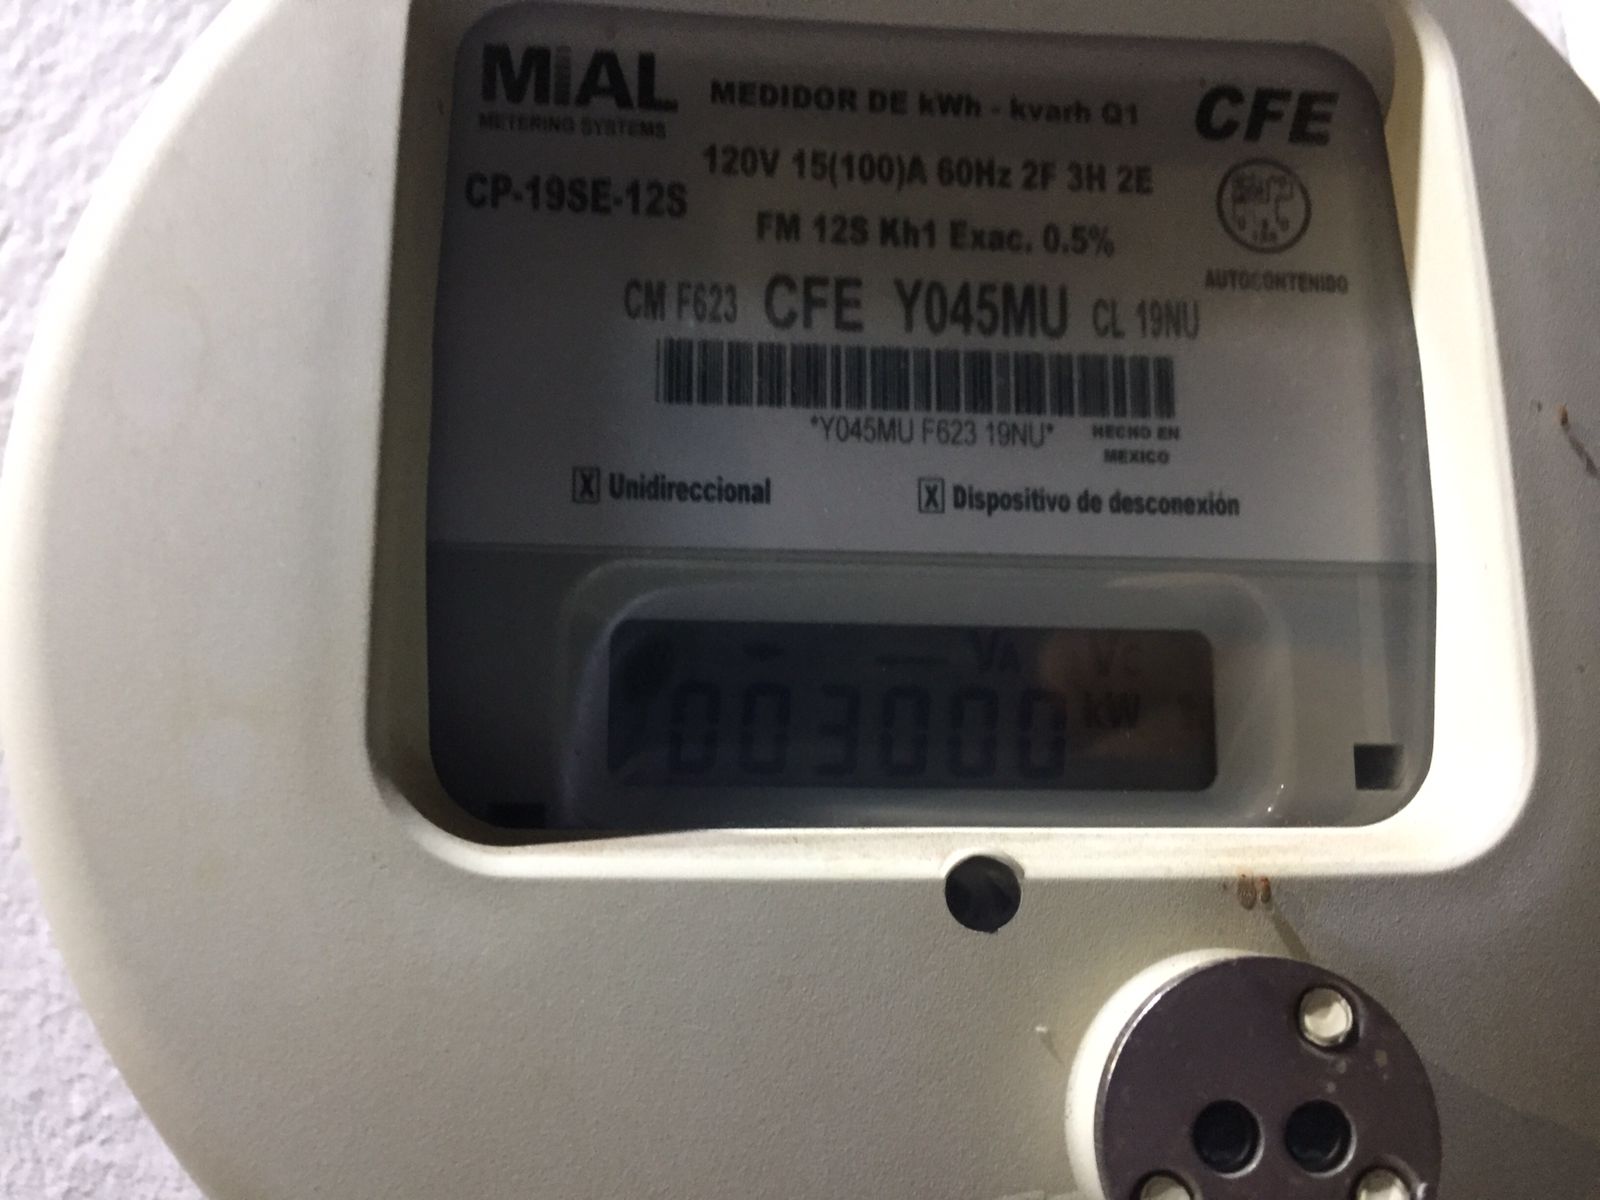 MiAL
METERING SYSTEMS
MEDIDOR DE kWh - kvarh Q1
CFE
CP-19SE-12S
120V 15(100)A 60Hz 2F 3H 2E
FM 12S Kh1 Exac. 0.5%
AUTOCONTENIDO
CM F623 CFE Y045MU CL 19NU
*Y045MU F623 19NU*
HECHO EN
MEXICO
X Unidireccional
X Dispositivo de desconexión
VA VC
003000 kW